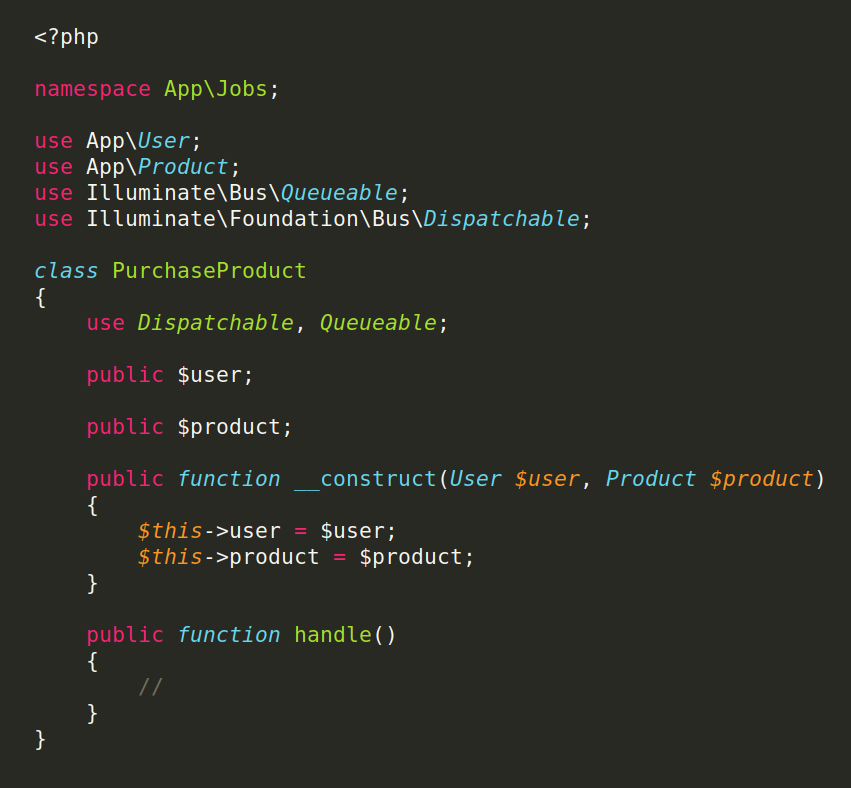 <?php
namespace App\Jobs;
use App\User;
use App\Product;
use Illuminate\Bus\Queueable;
use Illuminate\Foundation\Bus\Dispatchable;
class PurchaseProduct
{
    use Dispatchable, Queueable;
    public $user;
    public $product;
    public function __construct(User $user, Product $product)
    {
        $this->user = $user;
        $this->product = $product;
    }
    public function handle()
    {
        //
    }
}